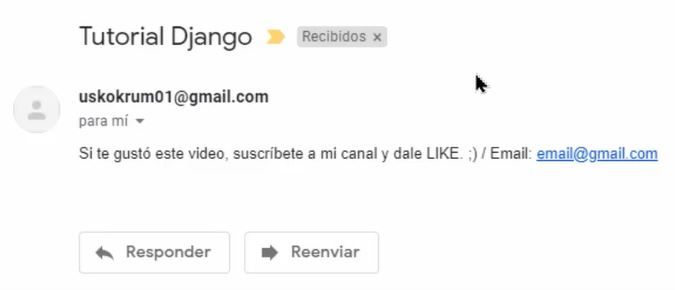 Tutorial Django Recibidos x
uskokrum01@gmail.com
para mí
Si te gustó este video, suscríbete a mi canal y dale LIKE. ;) / Email: email@gmail.com
Responder Reenviar